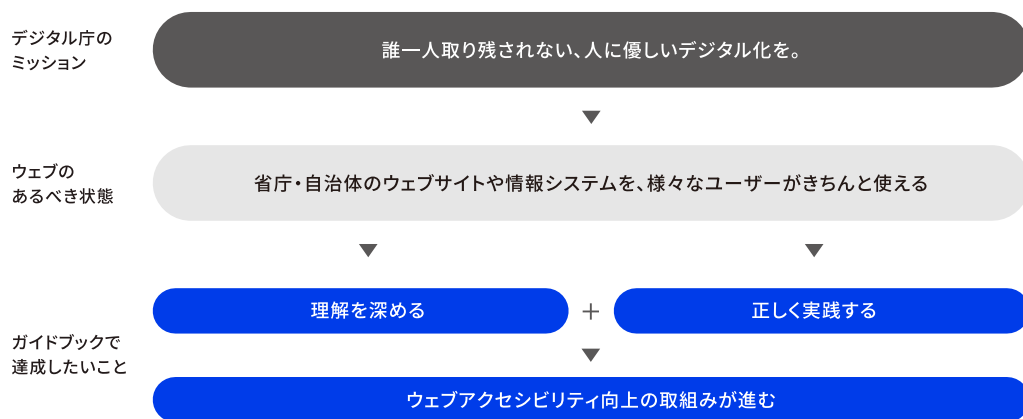 デジタル庁の
ミッション
誰一人取り残されない、人に優しいデジタル化を。
ウェブの
あるべき状態
省庁・自治体のウェブサイトや情報システムを、様々なユーザーがきちんと使える
ガイドブックで
達成したいこと
理解を深める
+
正しく実践する
ウェブアクセシビリティ向上の取組みが進む